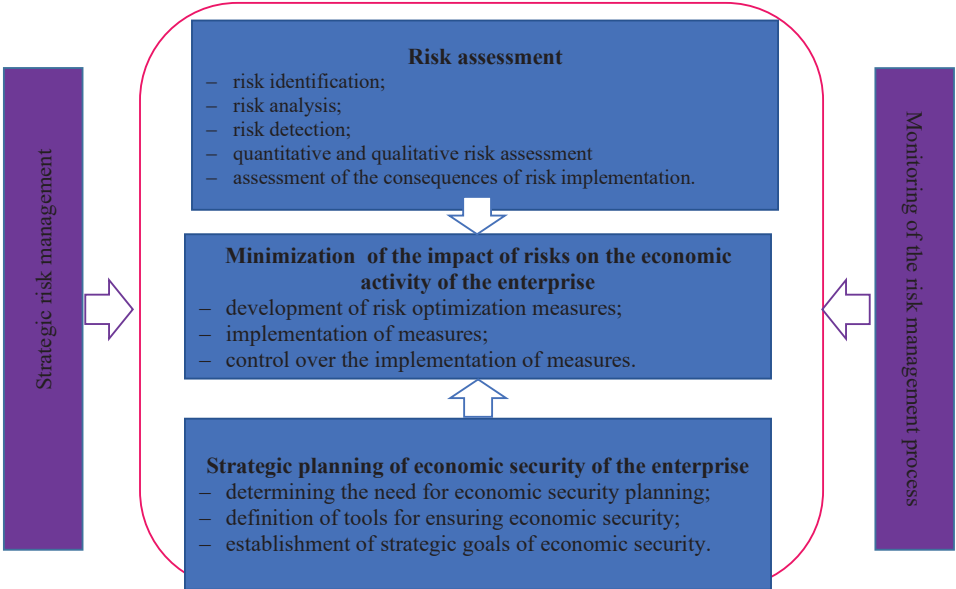 Strategic risk management
Risk assessment
– risk identification;
– risk analysis;
– risk detection;
– quantitative and qualitative risk assessment
– assessment of the consequences of risk implementation.
Minimization of the impact of risks on the economic
activity of the enterprise
– development of risk optimization measures;
– implementation of measures;
– control over the implementation of measures.
Strategic planning of economic security of the enterprise
– determining the need for economic security planning;
– definition of tools for ensuring economic security;
– establishment of strategic goals of economic security.
Monitoring of the risk management process